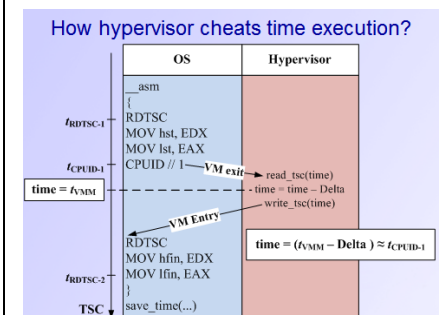 How hypervisor cheats time execution?
OS Hypervisor
__asm
{
tRDTSC-1 RDTSC
MOV hst, EDX
MOV lst, EAX
tCPUID-1 CPUID // 1 VM exit read_tsc(time)
time = tVMM time = time – Delta
write_tsc(time)
VM Entry
RDTSC time = (tVMM – Delta ) ≈ tCPUID-1
MOV hfin, EDX
tRDTSC-2 MOV lfin, EAX
}
TSC save_time(...)